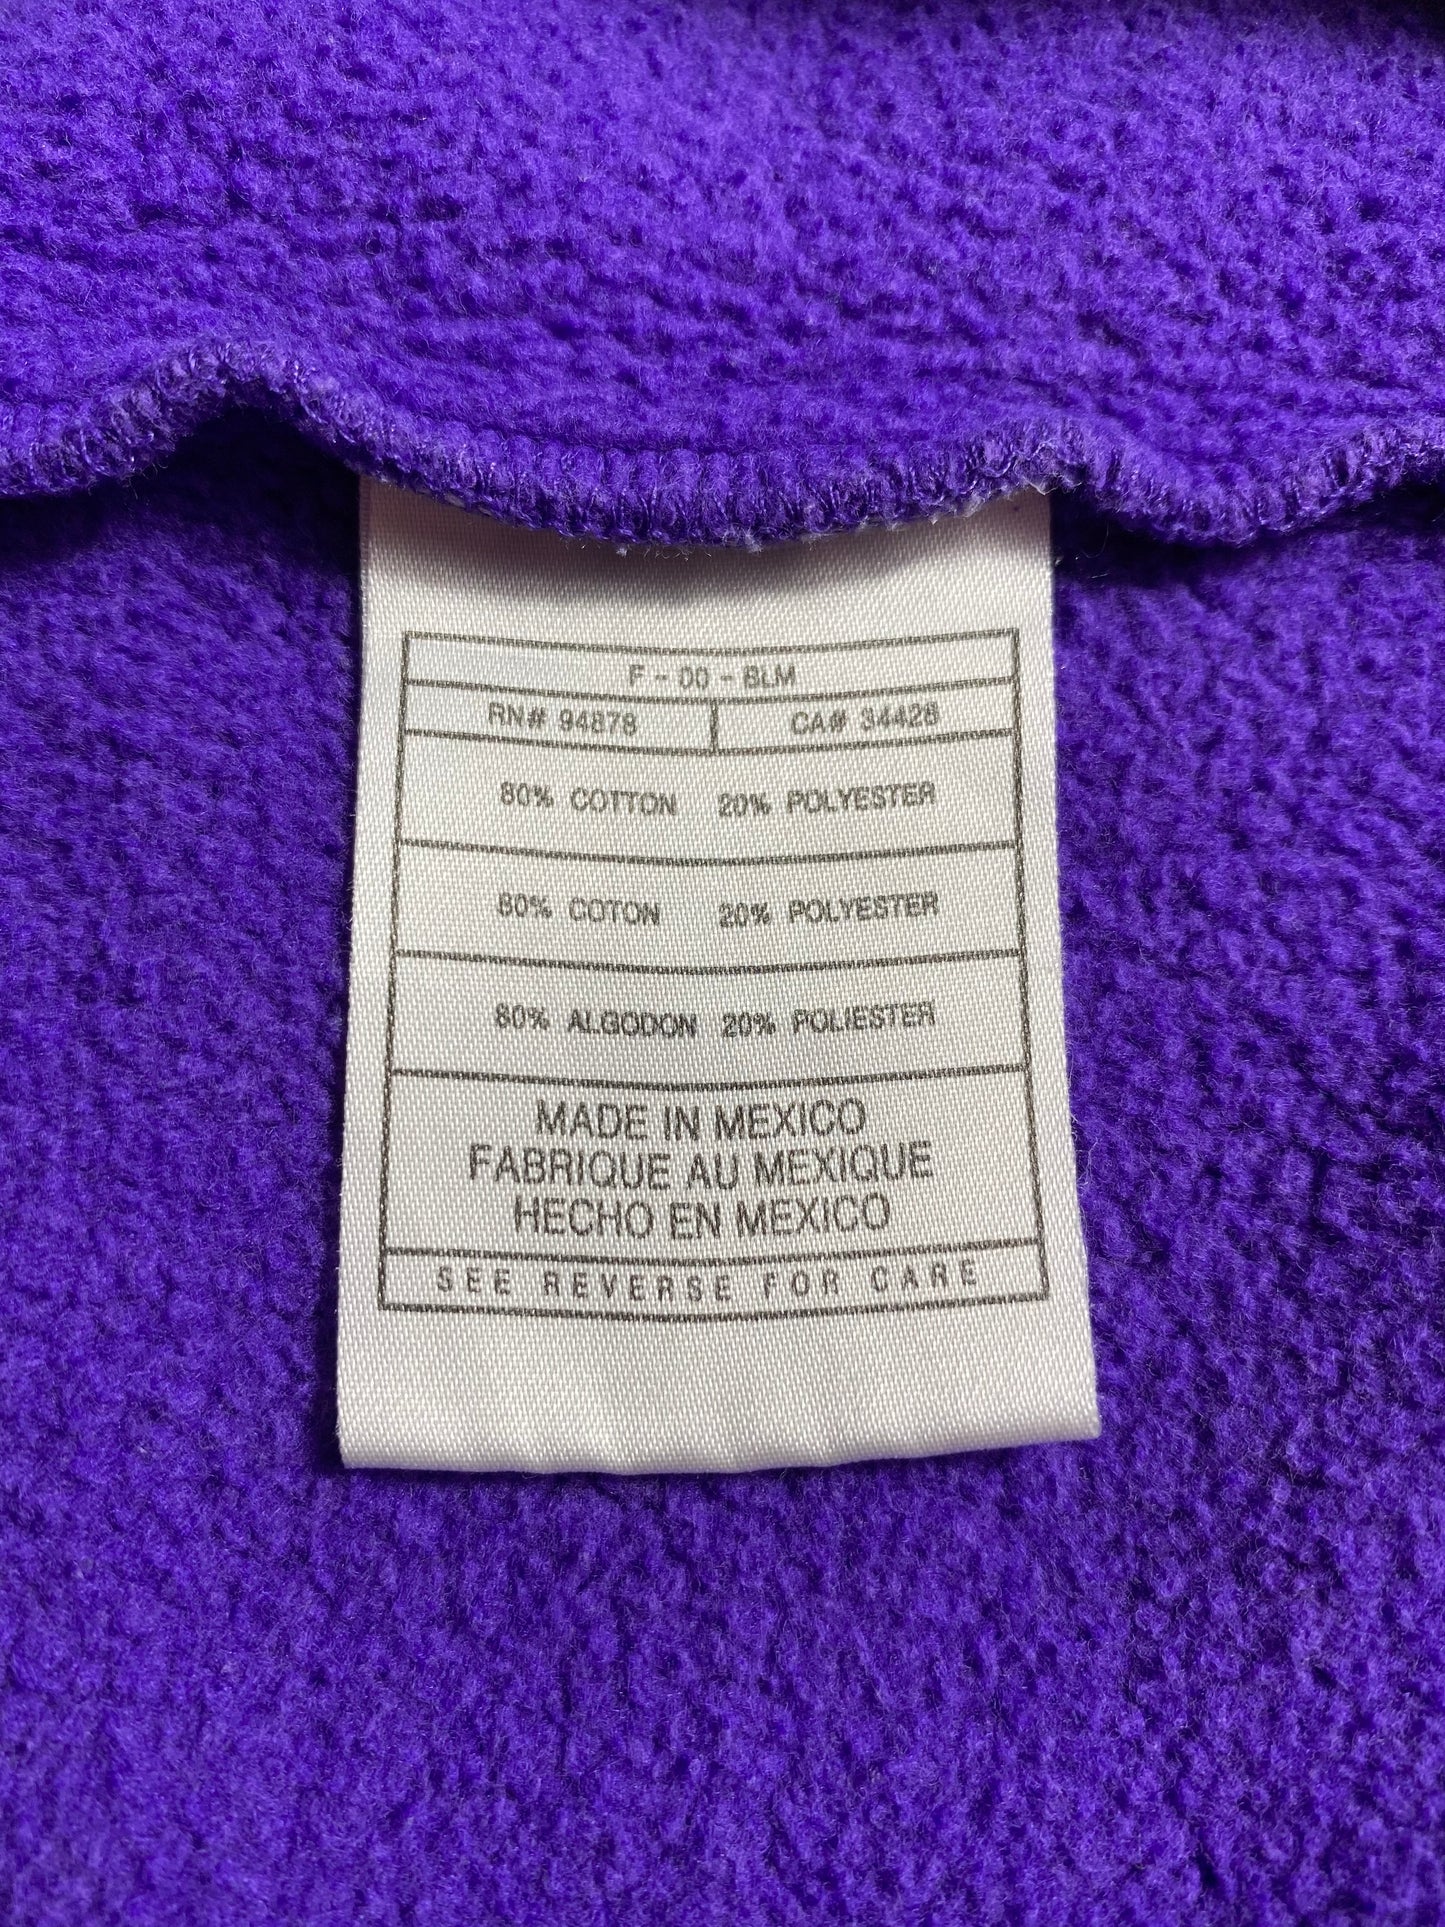 F - 00 - BLM
RN# 94878 CA# 34428
80% COTTON 20% POLYESTER
80% COTON 20% POLYESTER
80% ALGODON 20% POLIESTER
MADE IN MEXICO
FABRIQUE AU MEXIQUE
HECHO EN MEXICO
SEE REVERSE FOR CARE